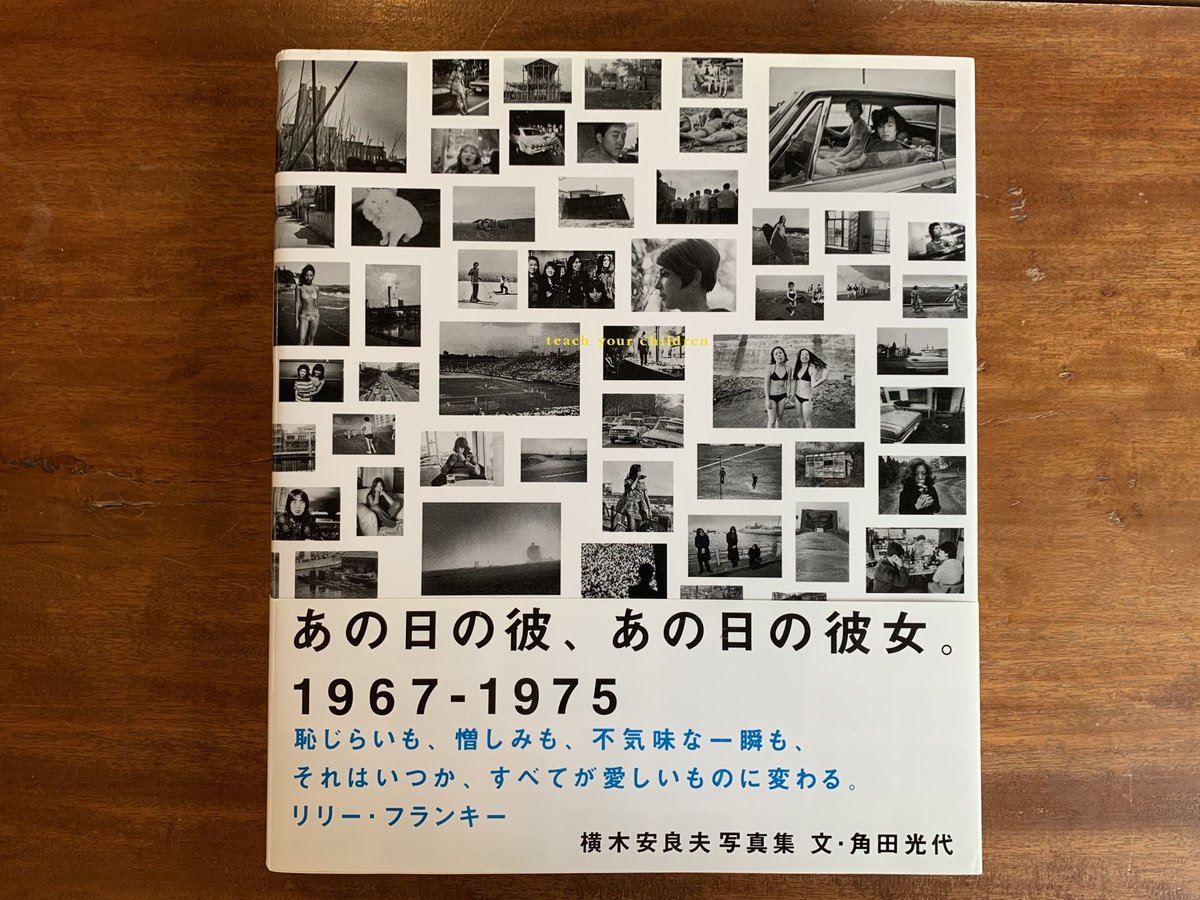 teach your children
あの日の彼、あの日の彼女。
1967-1975
恥じらいも、憎しみも、不気味な一瞬も、
それはいつか、すべてが愛しいものに変わる。
リリー・フランキー
横木安良夫写真集 文・角田光代